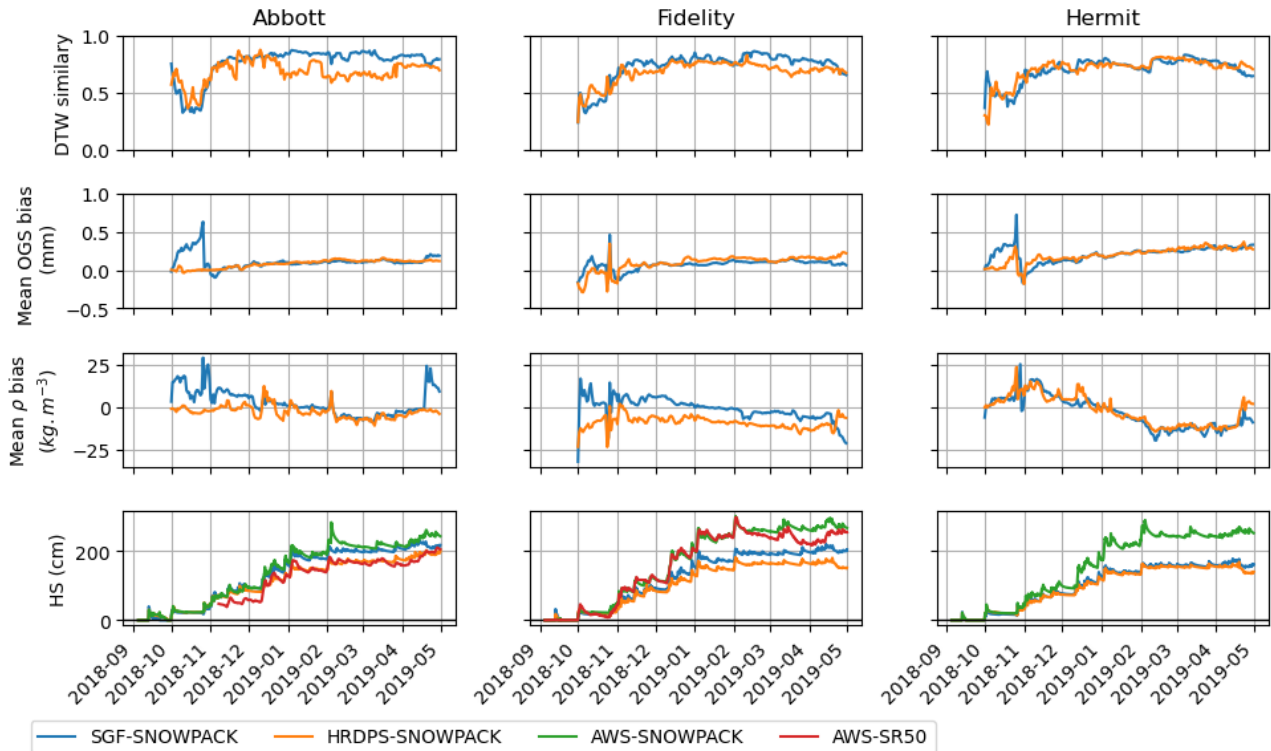 Abbott Fidelity Hermit
1.0
DTW similary
0.5
0.0
1.0
Mean OGS bias
(mm)
0.5
0.0
−0.5
Mean ρ bias
(kg. m⁻³)
25
0
−25
HS (cm)
200
0
2018-09 2018-10 2018-11 2018-12 2019-01 2019-02 2019-03 2019-04 2019-05 2018-09 2018-10 2018-11 2018-12 2019-01 2019-02 2019-03 2019-04 2019-05 2018-09 2018-10 2018-11 2018-12 2019-01 2019-02 2019-03 2019-04 2019-05
SGF-SNOWPACK HRDPS-SNOWPACK AWS-SNOWPACK AWS-SR50